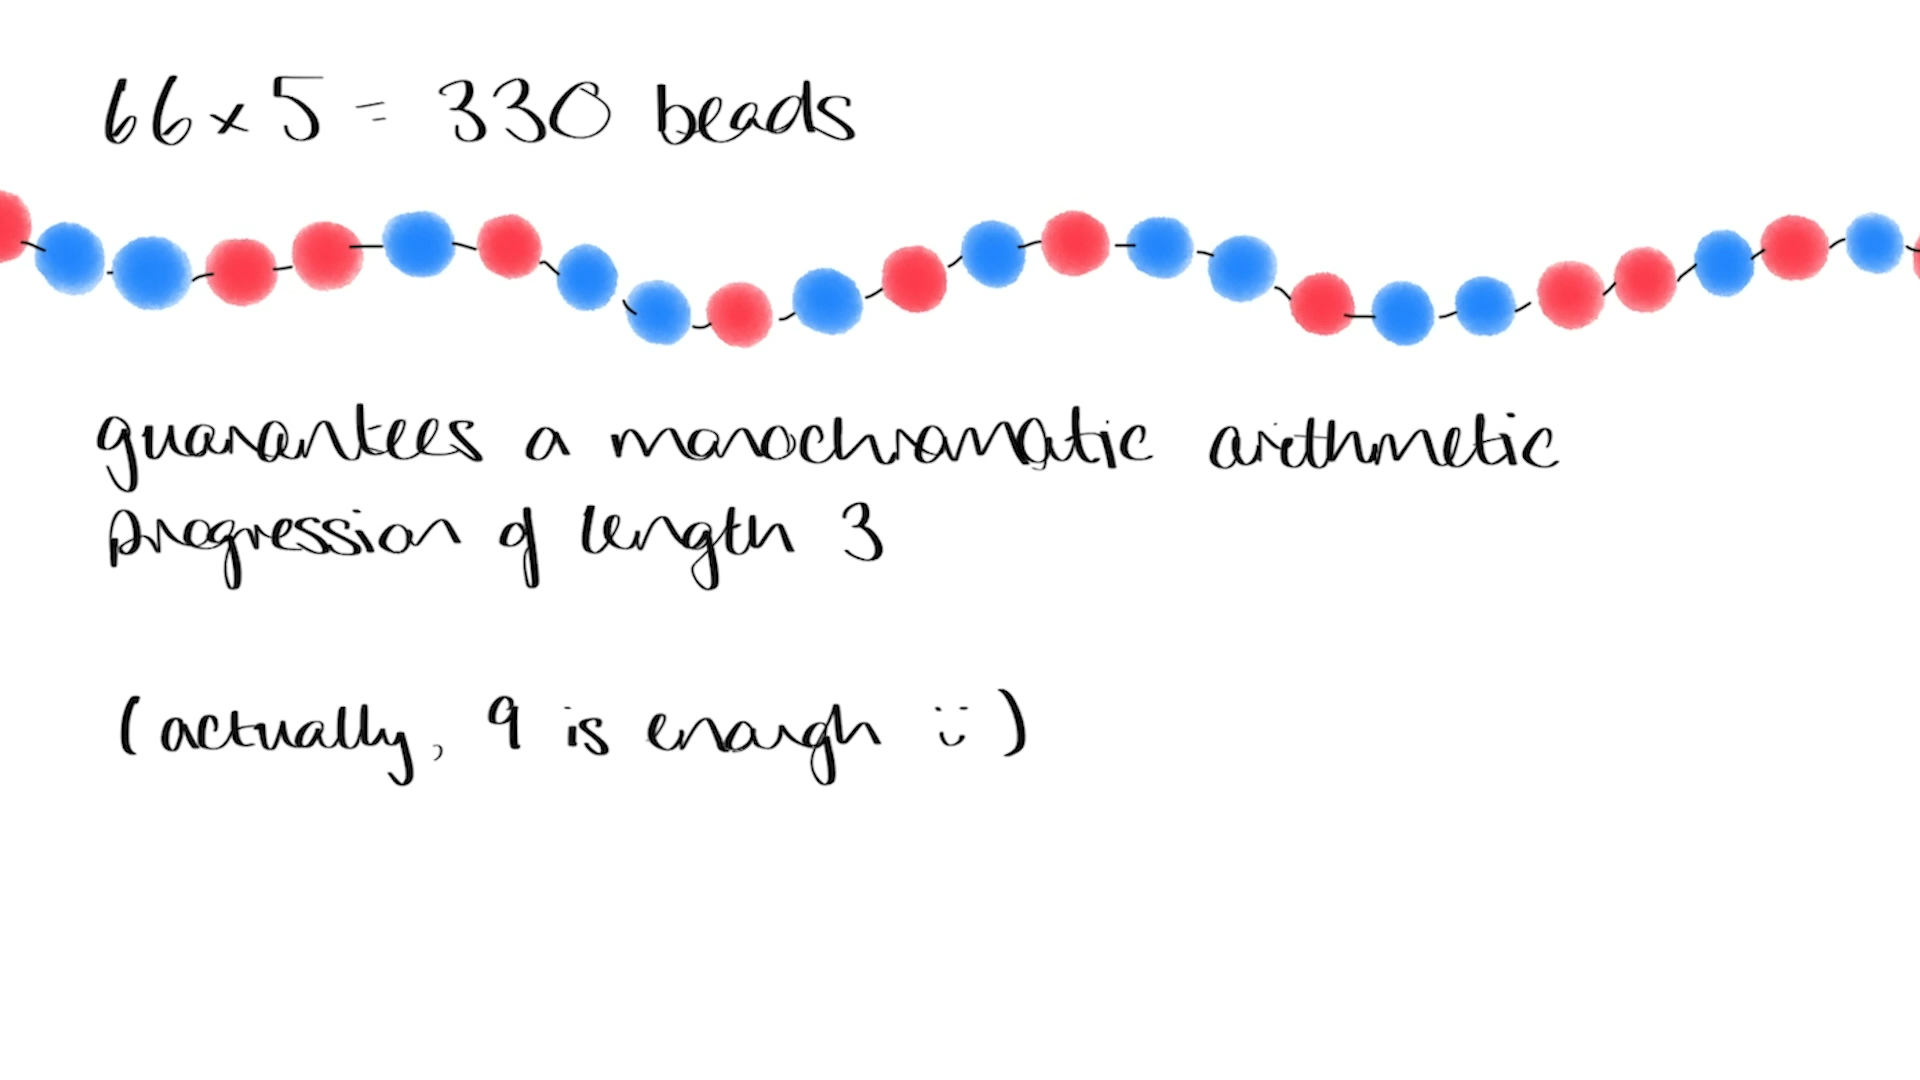 66 x 5 = 330 beads
guarantees a monochromatic arithmetic
progression of length 3
(actually, 9 is enough :))